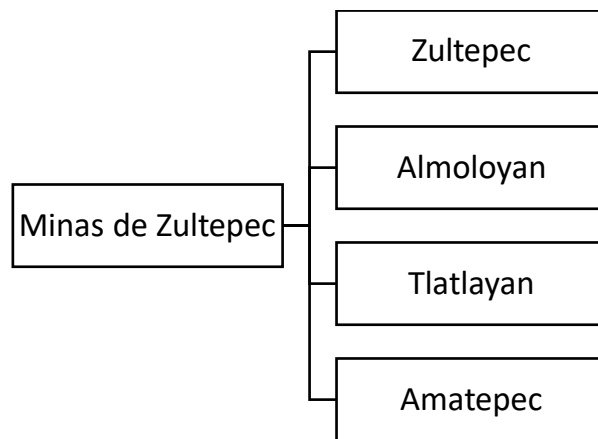 Zultepec
Almoloyan
Minas de Zultepec
Tlatlayan
Amatepec